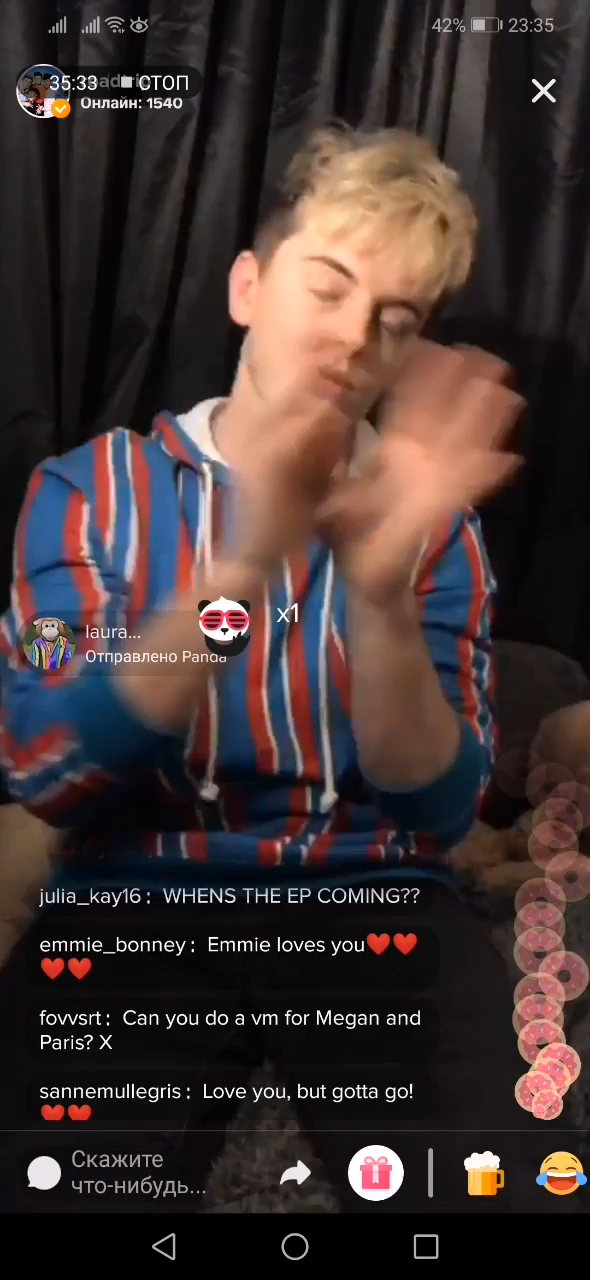 42% 23:35
35:33 СТОП
Онлайн: 1540
x1
laura...
Отправлено Panda
julia_kay16: WHENS THE EP COMING??
emmie_bonney: Emmie loves you❤️❤️
❤️❤️
fovvsrt: Can you do a vm for Megan and
Paris? X
sannemullegris: Love you, but gotta go!
❤️❤️
Скажите
что-нибудь...